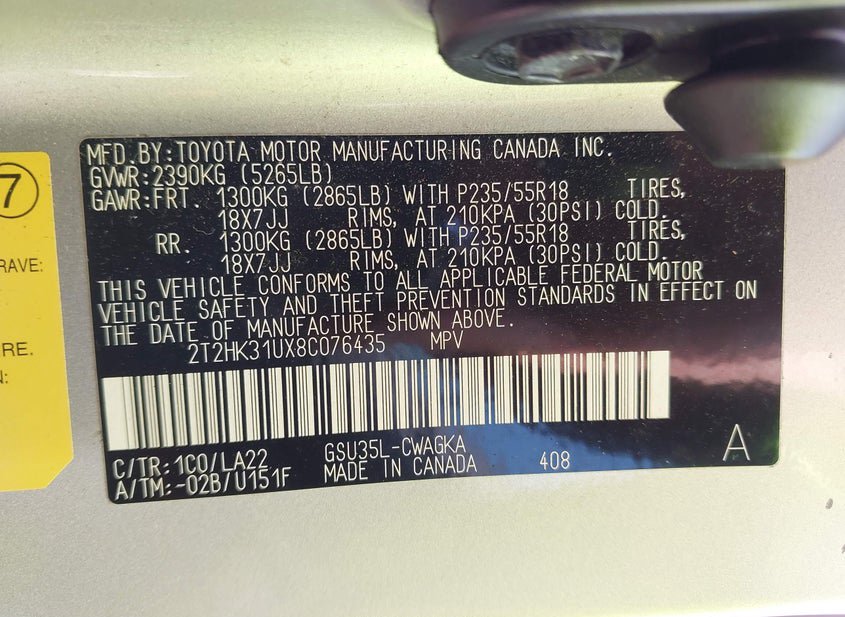 MFD.BY:TOYOTA MOTOR MANUFACTURING CANADA INC.
GVWR:2390KG (5265LB)
GAWR:FRT. 1300KG (2865LB) WITH P235/55R18 TIRES,
18X7JJ RIMS, AT 210KPA (30PSI) COLD.
RR. 1300KG (2865LB) WITH P235/55R18 TIRES,
18X7JJ RIMS, AT 210KPA (30PSI) COLD.
THIS VEHICLE CONFORMS TO ALL APPLICABLE FEDERAL MOTOR
VEHICLE SAFETY AND THEFT PREVENTION STANDARDS IN EFFECT ON
THE DATE OF MANUFACTURE SHOWN ABOVE.
2T2HK31UX8C076435 MPV
C/TR:1C0/LA22 GSU35L-CWAGKA
A/TM:-02B/U151F MADE IN CANADA 408
A
7
RAVE:
RE.
N: